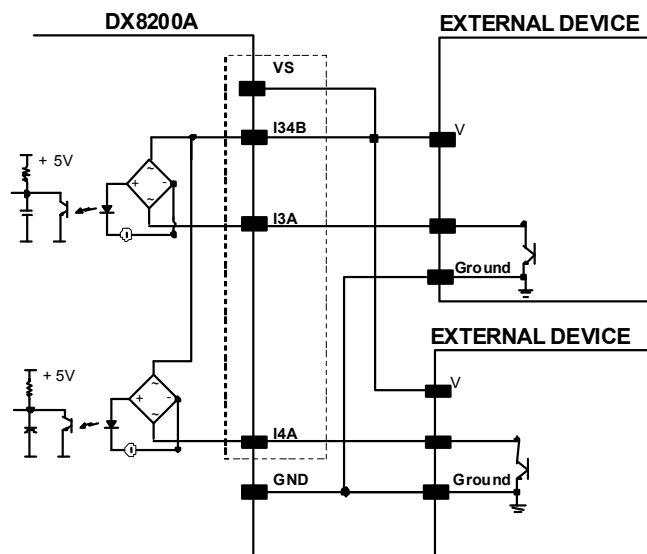 DX8200A
EXTERNAL DEVICE
VS
I34B
V
+ 5V
~
+
-
~
I3A
Ground
EXTERNAL DEVICE
+ 5V
~
+
-
~
V
I4A
GND
Ground